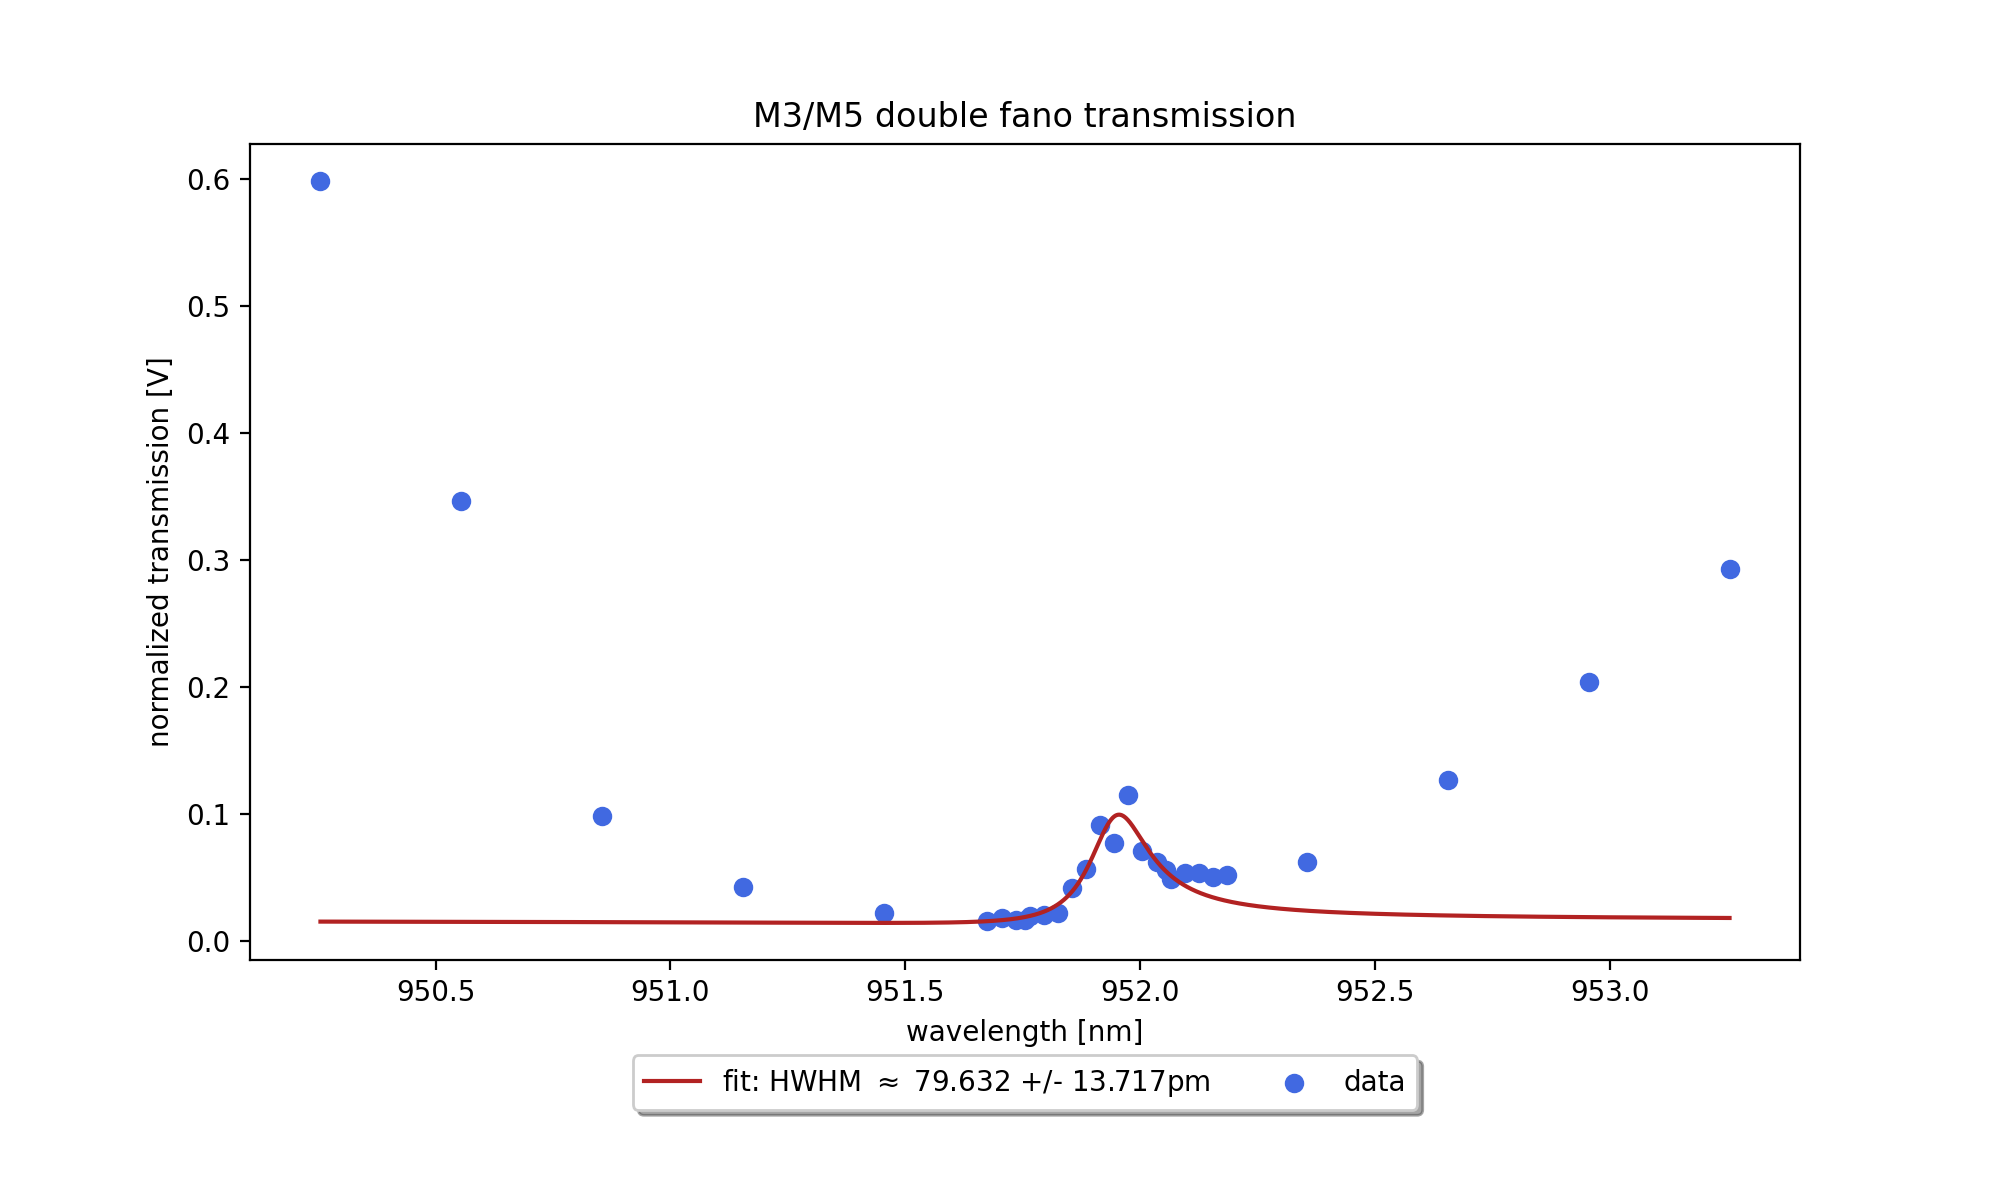 M3/M5 double fano transmission
normalized transmission [V]
0.6
0.5
0.4
0.3
0.2
0.1
0.0
950.5 951.0 951.5 952.0 952.5 953.0
wavelength [nm]
fit: HWHM ≈ 79.632 +/- 13.717pm data